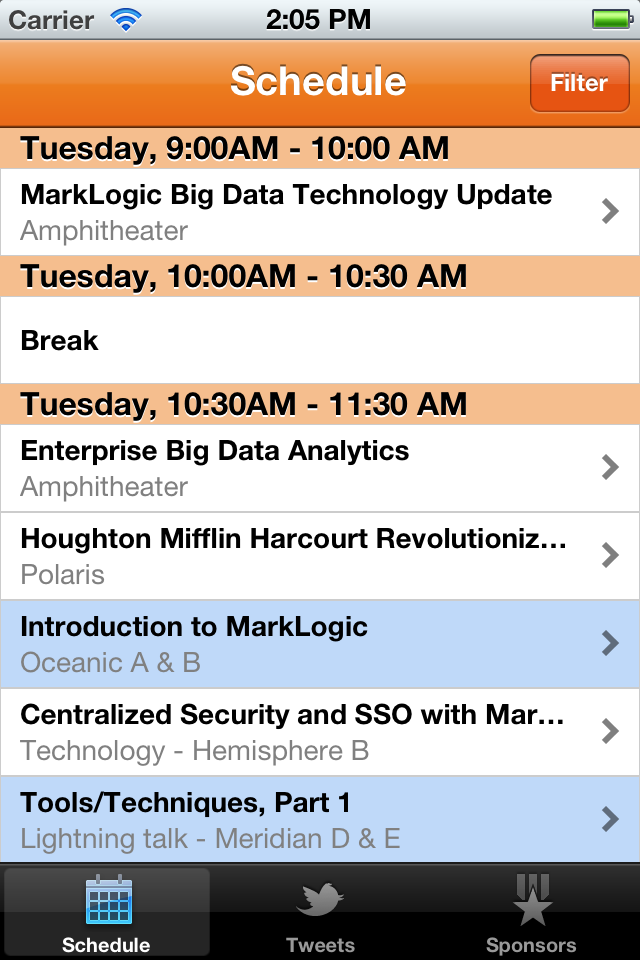 Carrier 2:05 PM
Schedule
Filter
Tuesday, 9:00AM - 10:00 AM
MarkLogic Big Data Technology Update
Amphitheater
Tuesday, 10:00AM - 10:30 AM
Break
Tuesday, 10:30AM - 11:30 AM
Enterprise Big Data Analytics
Amphitheater
Houghton Mifflin Harcourt Revolutioniz...
Polaris
Introduction to MarkLogic
Oceanic A & B
Centralized Security and SSO with Mar...
Technology - Hemisphere B
Tools/Techniques, Part 1
Lightning talk - Meridian D & E
Schedule Tweets Sponsors